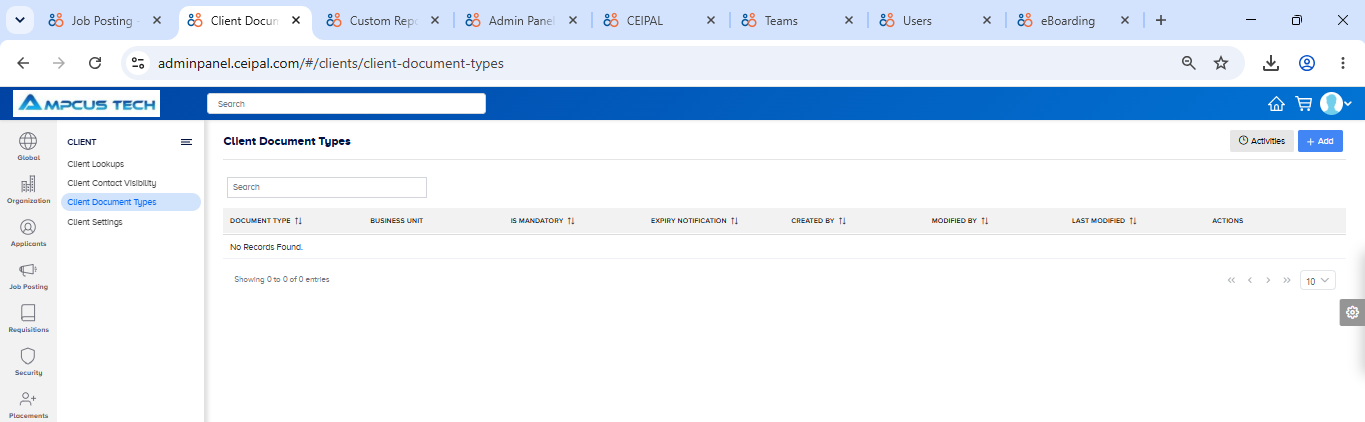 Job Posting -
Client Docun
Custom Repo
Admin Panel
CEIPAL
Teams
Users
eBoarding
adminpanel.ceipal.com/#/clients/client-document-types
AMPCUS TECH
Search
Global
Organization
Applicants
Job Posting
Requisitions
Security
Placements
CLIENT
Client Lookups
Client Contact Visibility
Client Document Types
Client Settings
Client Document Types
Activities
+ Add
Search
DOCUMENT TYPE BUSINESS UNIT IS MANDATORY EXPIRY NOTIFICATION CREATED BY MODIFIED BY LAST MODIFIED ACTIONS
No Records Found.
Showing 0 to 0 of 0 entries
10